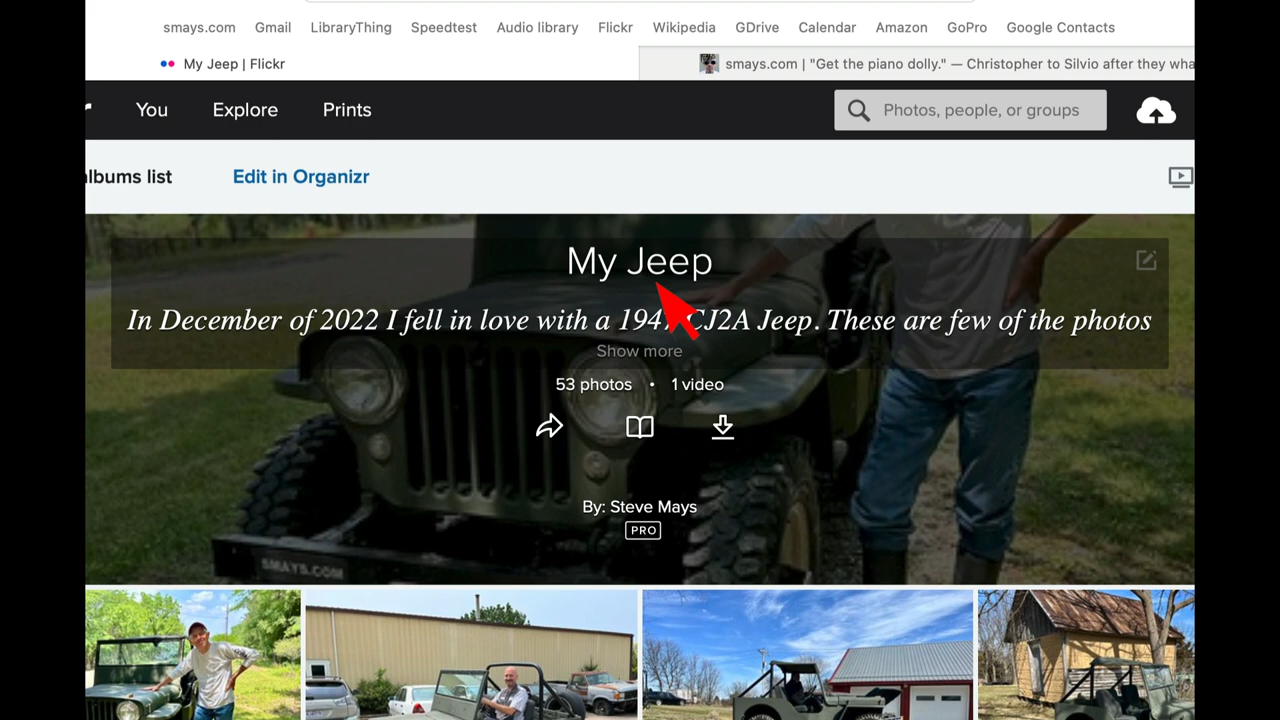 smays.com Gmail LibraryThing Speedtest Audio library Flickr Wikipedia GDrive Calendar Amazon GoPro Google Contacts
My Jeep | Flickr
smays.com | "Get the piano dolly." — Christopher to Silvio after they wha
You Explore Prints
Photos, people, or groups
albums list Edit in Organizr
My Jeep
In December of 2022 I fell in love with a 1947 CJ2A Jeep. These are few of the photos
Show more
53 photos • 1 video
By: Steve Mays
PRO
SMAYS.COM